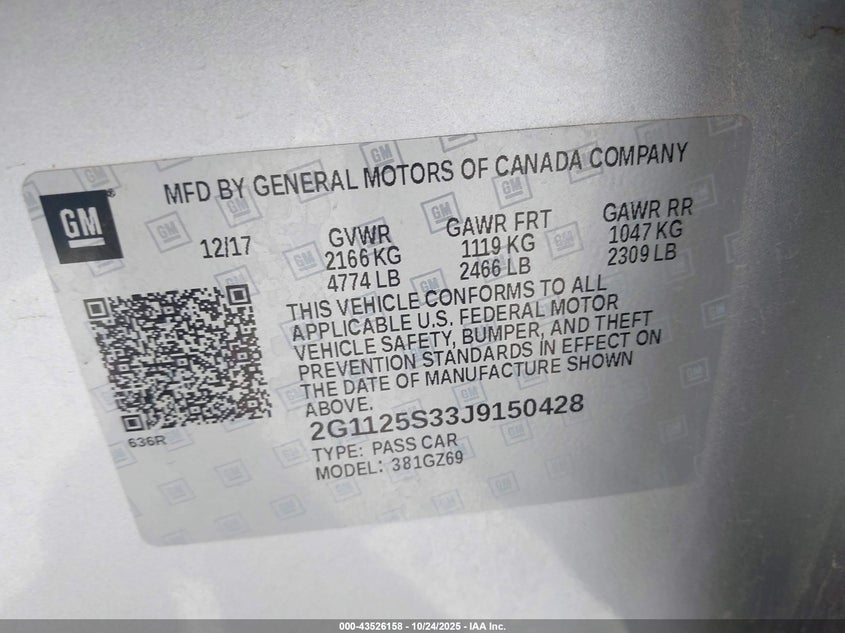 MFD BY GENERAL MOTORS OF CANADA COMPANY
GM
12/17
GVWR
2166 KG
4774 LB
GAWR FRT
1119 KG
2466 LB
GAWR RR
1047 KG
2309 LB
THIS VEHICLE CONFORMS TO ALL
APPLICABLE U.S. FEDERAL MOTOR
VEHICLE SAFETY, BUMPER, AND THEFT
PREVENTION STANDARDS IN EFFECT ON
THE DATE OF MANUFACTURE SHOWN
ABOVE.
636R
2G1125S33J9150428
TYPE: PASS CAR
MODEL: 381GZ69
000-43526158 - 10/24/2025 - IAA Inc.